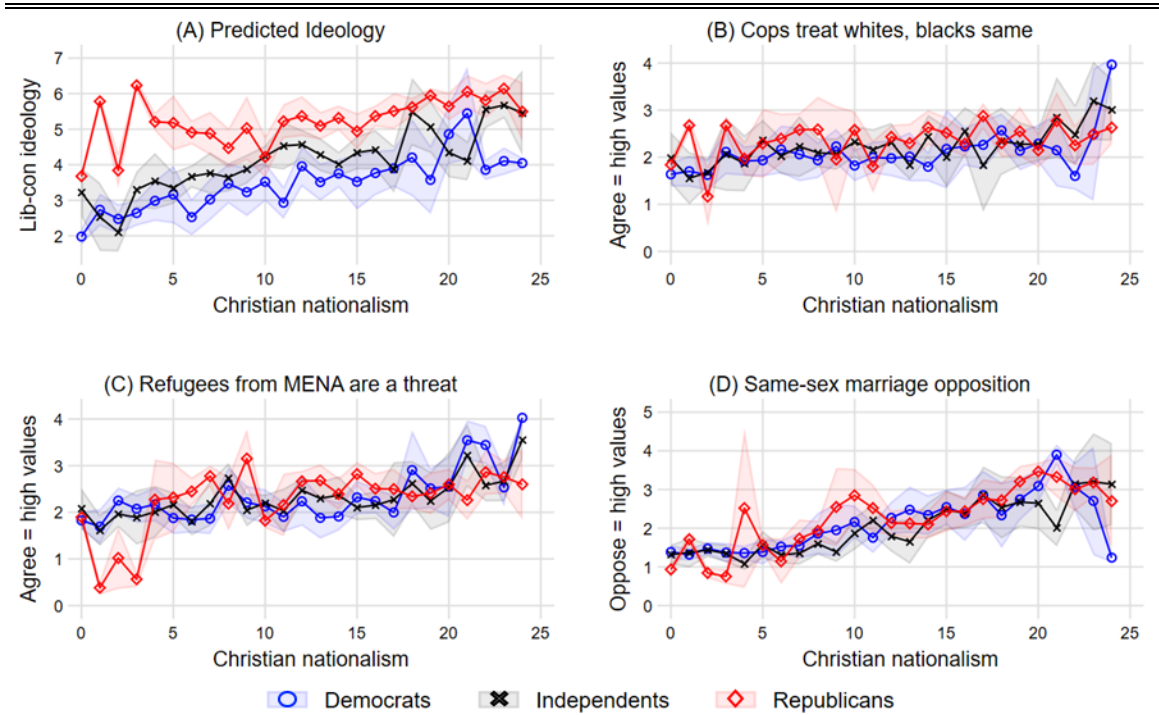 (A) Predicted Ideology
Lib-con ideology
7
6
5
4
3
2
0 5 10 15 20 25
Christian nationalism
(B) Cops treat whites, blacks same
Agree = high values
4
3
2
1
0
0 5 10 15 20 25
Christian nationalism
(C) Refugees from MENA are a threat
Agree = high values
4
3
2
1
0
0 5 10 15 20 25
Christian nationalism
(D) Same-sex marriage opposition
Oppose = high values
5
4
3
2
1
0
0 5 10 15 20 25
Christian nationalism
Democrats Independents Republicans